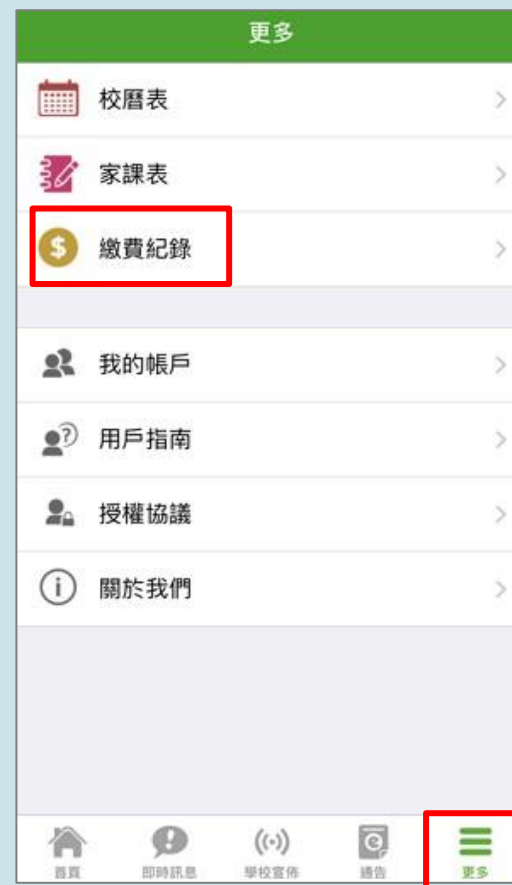 更多
校曆表
家課表
$ 繳費紀錄
我的帳戶
用戶指南
授權協議
關於我們
首頁 即時訊息 學校宣佈 通告 更多